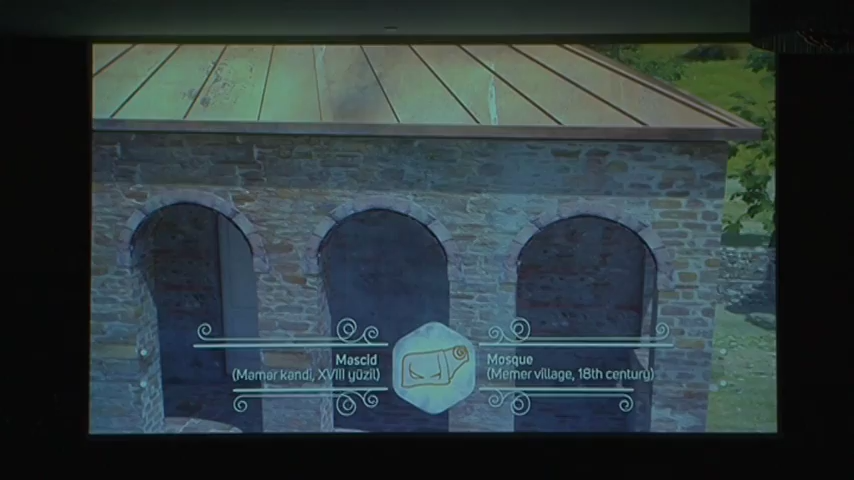 Məscid
(Məmər kəndi, XVIII yüzil)
Mosque
(Memer village, 18th century)